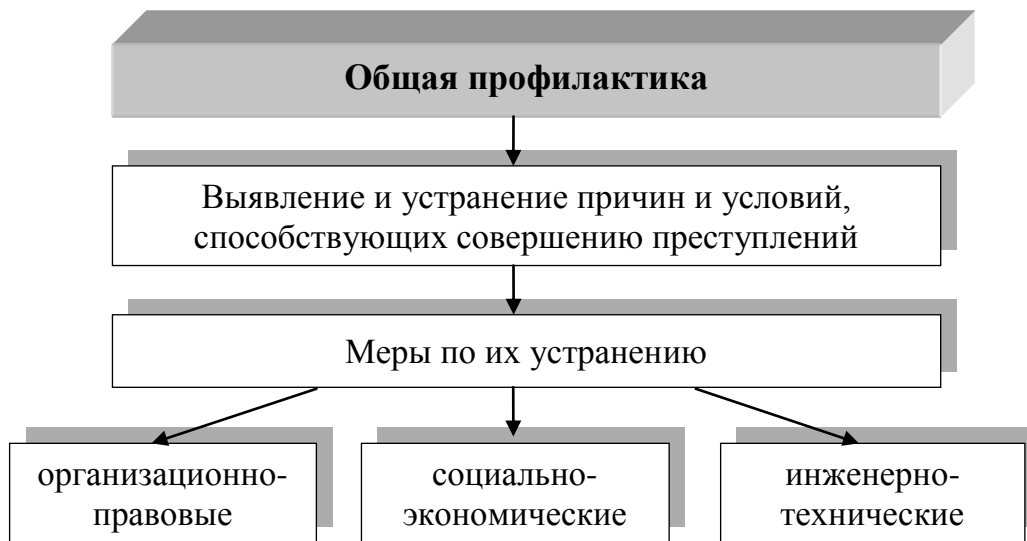 Общая профилактика
Выявление и устранение причин и условий,
способствующих совершению преступлений
Меры по их устранению
организационно-
правовые
социально-
экономические
инженерно-
технические